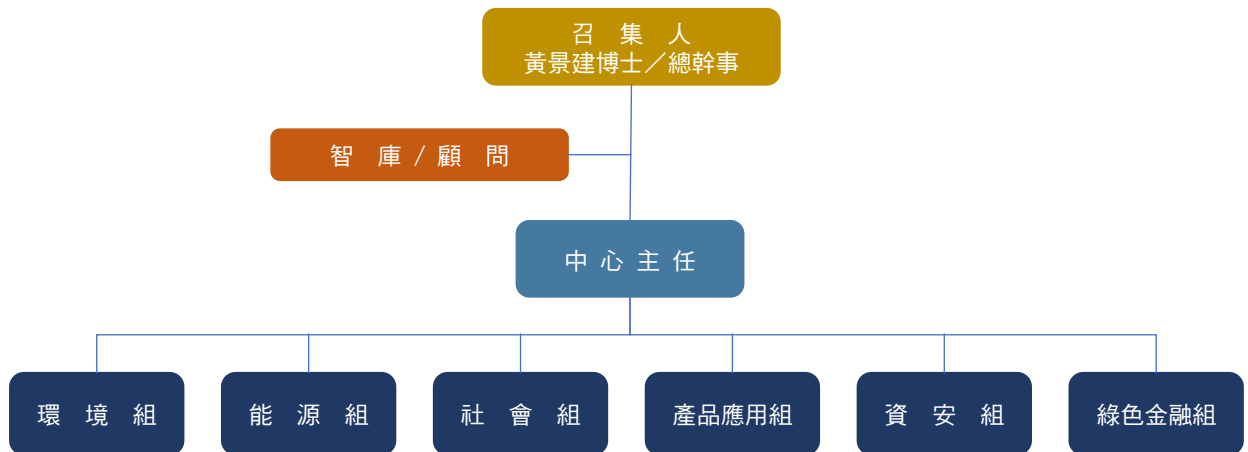 召　集　人
黃景建博士／總幹事
智　庫 / 顧　問
中 心 主 任
環　境　組
能　源　組
社　會　組
產品應用組
資　安　組
綠色金融組